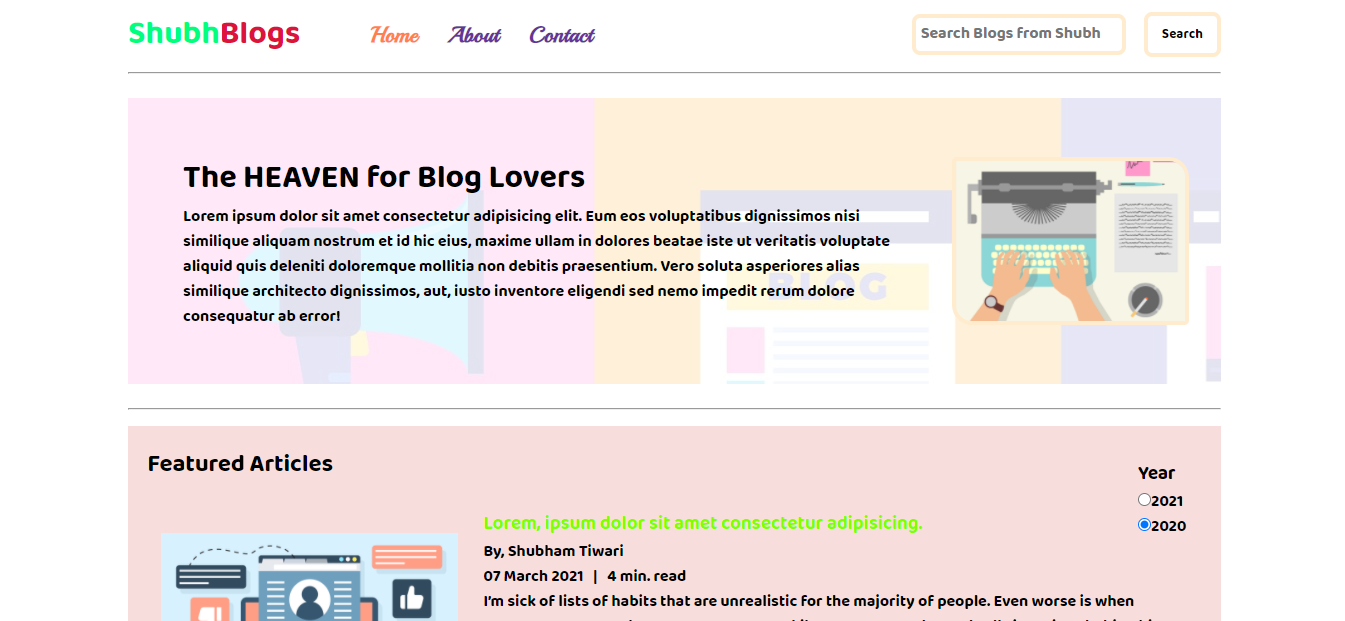 ShubhBlogs
Home About Contact
Search Blogs from Shubh
Search
The HEAVEN for Blog Lovers
Lorem ipsum dolor sit amet consectetur adipisicing elit. Eum eos voluptatibus dignissimos nisi
similique aliquam nostrum et id hic eius, maxime ullam in dolores beatae iste ut veritatis voluptate
aliquid quis deleniti doloremque mollitia non debitis praesentium. Vero soluta asperiores alias
similique architecto dignissimos, aut, iusto inventore eligendi sed nemo impedit rerum dolore
consequatur ab error!
BLOG
Featured Articles
Year
2021
2020
Lorem, ipsum dolor sit amet consectetur adipisicing.
By, Shubham Tiwari
07 March 2021 | 4 min. read
I'm sick of lists of habits that are unrealistic for the majority of people. Even worse is when